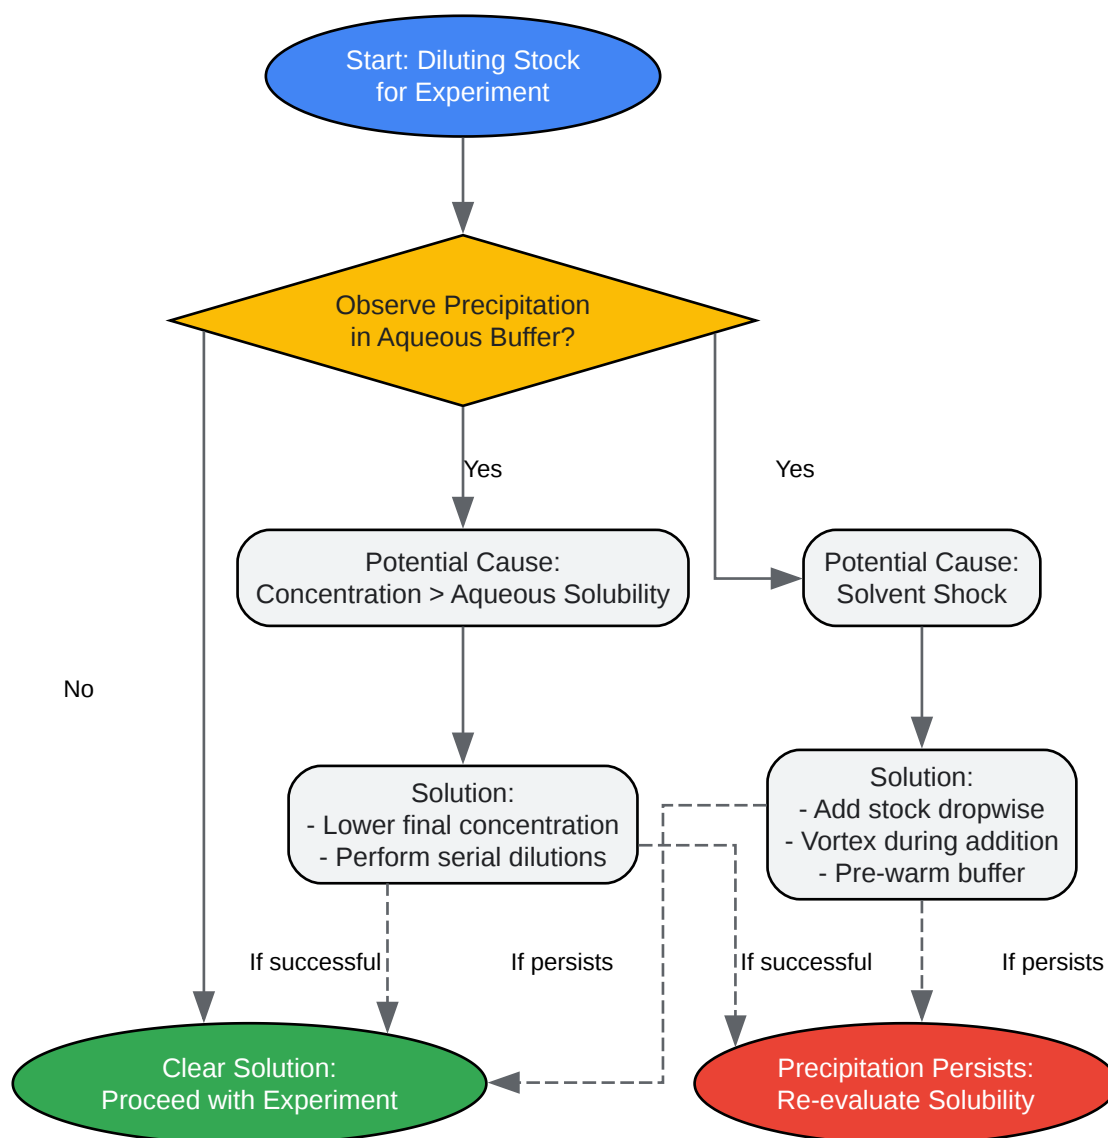 Start: Diluting Stock
for Experiment
Observe Precipitation
in Aqueous Buffer?
Yes
Yes
Potential Cause:
Concentration > Aqueous Solubility
Potential Cause:
Solvent Shock
No
Solution:
- Lower final concentration
- Perform serial dilutions
Solution:
- Add stock dropwise
- Vortex during addition
- Pre-warm buffer
If successful
If persists
If successful
If persists
Clear Solution:
Proceed with Experiment
Precipitation Persists:
Re-evaluate Solubility